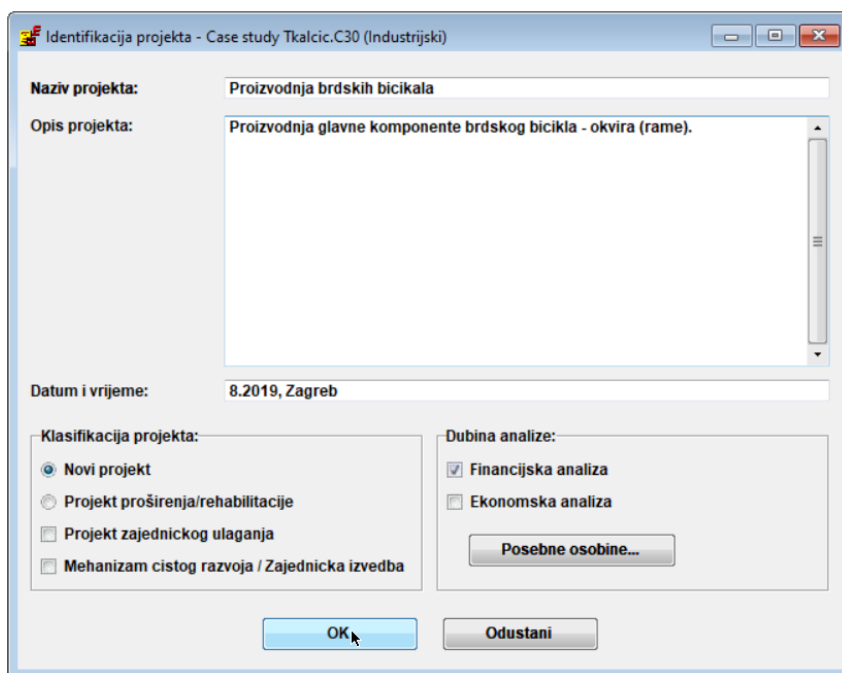 Identifikacija projekta - Case study Tkalcic.C30 (Industrijski)
Naziv projekta: Proizvodnja brdskih bicikala
Opis projekta: Proizvodnja glavne komponente brdskog bicikla - okvira (rame).
Datum i vrijeme: 8.2019, Zagreb
Klasifikacija projekta:
Novi projekt
Projekt proširenja/rehabilitacije
Projekt zajednickog ulaganja
Mehanizam cistog razvoja / Zajednicka izvedba
Dubina analize:
Financijska analiza
Ekonomska analiza
Posebne osobine...
OK
Odustani